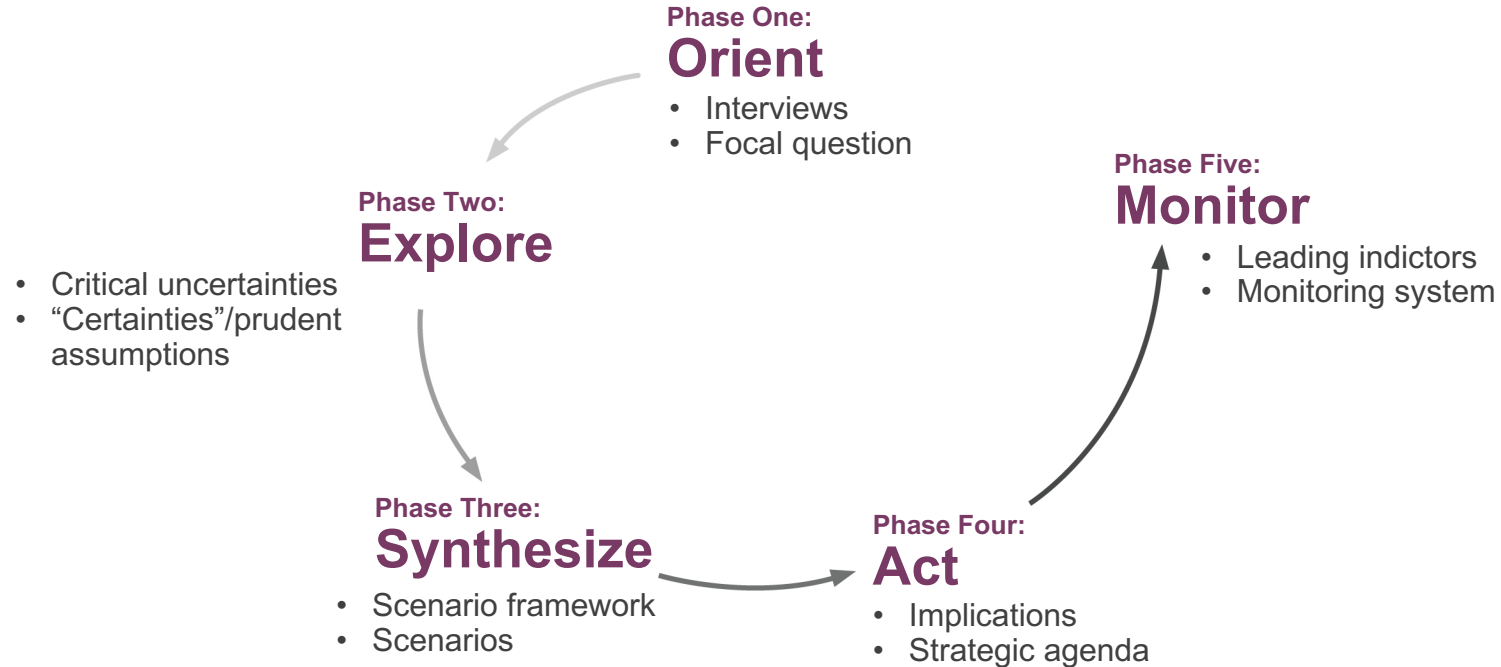 Phase One:
Orient
• Interviews
• Focal question
Phase Two:
Explore
• Critical uncertainties
• “Certainties”/prudent
assumptions
Phase Three:
Synthesize
• Scenario framework
• Scenarios
Phase Four:
Act
• Implications
• Strategic agenda
Phase Five:
Monitor
• Leading indictors
• Monitoring system